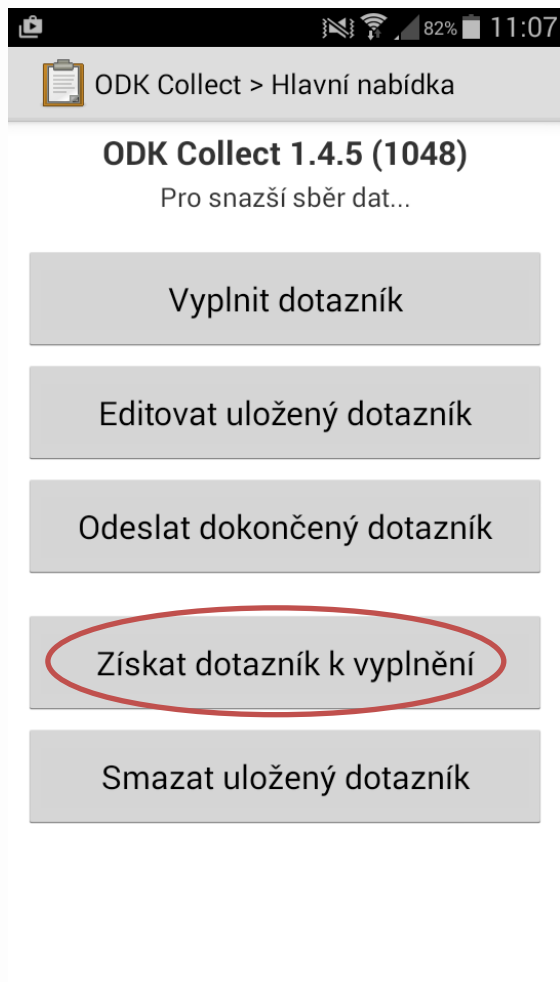 82% 11:07
ODK Collect > Hlavní nabídka
ODK Collect 1.4.5 (1048)
Pro snazší sběr dat...
Vyplnit dotazník
Editovat uložený dotazník
Odeslat dokončený dotazník
Získat dotazník k vyplnění
Smazat uložený dotazník